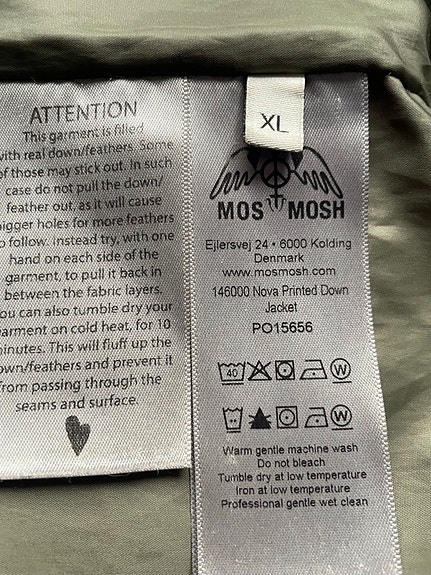 ATTENTION
This garment is filled
with real down/feathers. Some
of those may stick out. In such
case do not pull the down/
feather out, as it will cause
bigger holes for more feathers
to follow. instead try, with one
hand on each side of the
garment, to pull it back in
between the fabric layers.
You can also tumble dry your
garment on cold heat, for 10
minutes. This will fluff up the
down/feathers and prevent it
from passing through the
seams and surface.
XL
MOS MOSH
Ejlersvej 24 • 6000 Kolding
Denmark
www.mosmosh.com
146000 Nova Printed Down
Jacket
PO15656
40 W
W
Warm gentle machine wash
Do not bleach
Tumble dry at low temperature
Iron at low temperature
Professional gentle wet clean